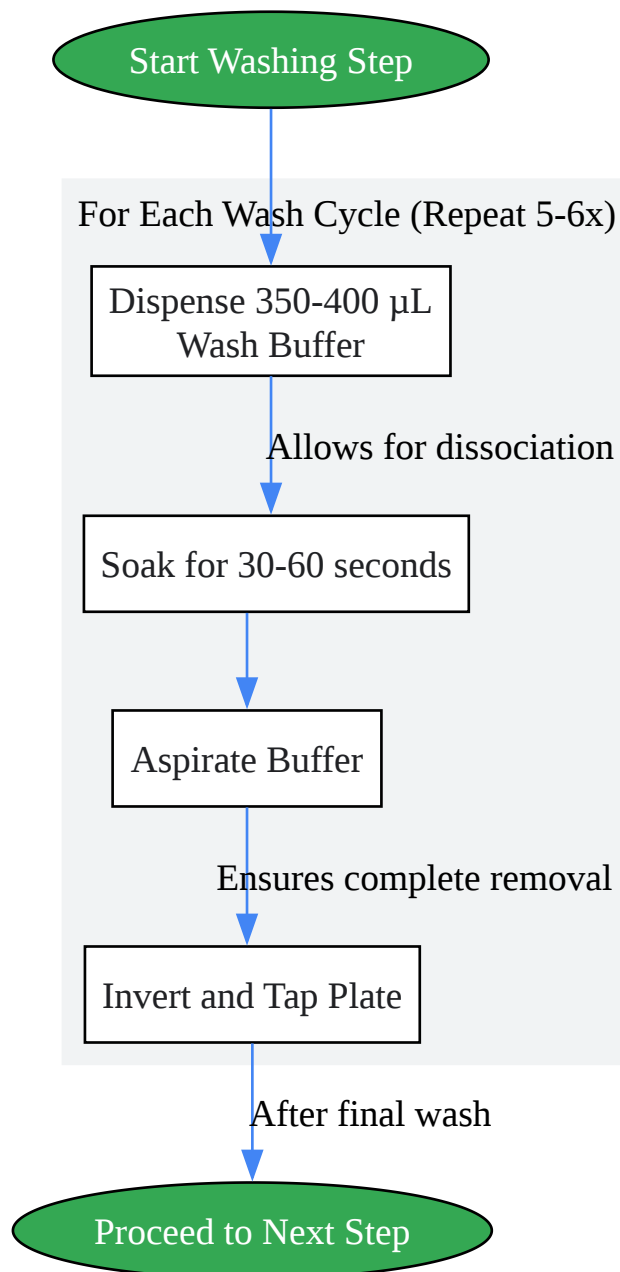 Start Washing Step
For Each Wash Cycle (Repeat 5-6x)
Dispense 350-400 µL
Wash Buffer
Allows for dissociation
Soak for 30-60 seconds
Aspirate Buffer
Ensures complete removal
Invert and Tap Plate
After final wash
Proceed to Next Step